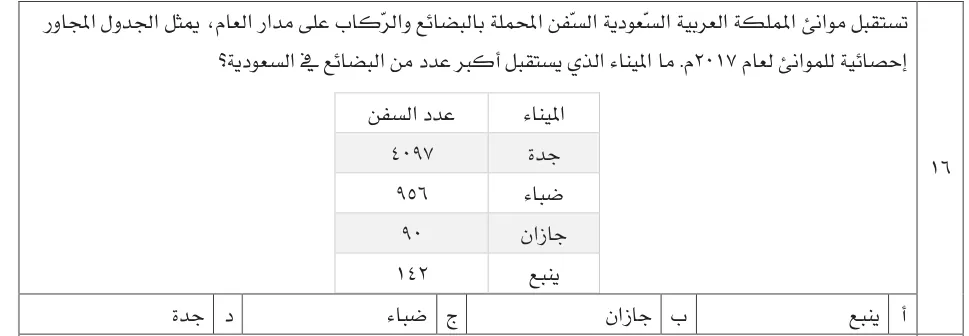 تستقبل موانئ المملكة العربية السّعودية السّفن المحملة بالبضائع والرّكاب على مدار العام، يمثل الجدول المجاور
إحصائية للموانئ لعام ٢٠١٧م. ما الميناء الذي يستقبل أكبر عدد من البضائع في السعودية؟
١٦
الميناء عدد السفن
جدة ٤٠٩٧
ضباء ٩٥٦
جازان ٩٠
ينبع ١٤٢
أ ينبع ب جازان ج ضباء د جدة